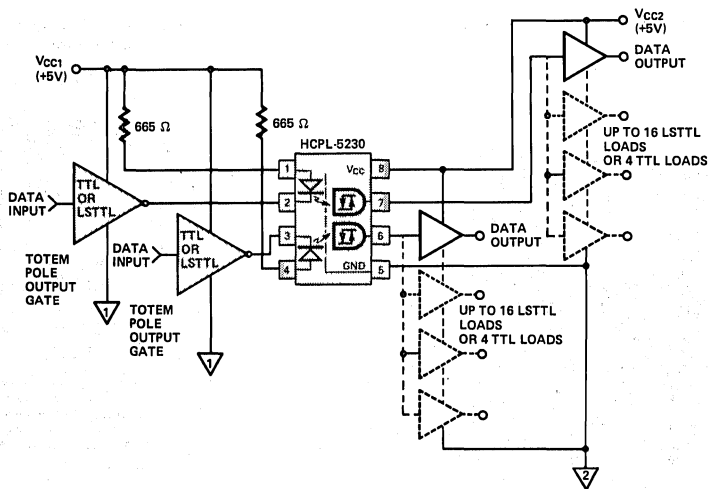 VCC2
(+5V)
VCC1
(+5V)
DATA
OUTPUT
665 Ω
665 Ω
UP TO 16 LSTTL
LOADS
OR 4 TTL LOADS
HCPL-5230
1
VCC
8
TTL
OR
LSTTL
DATA
INPUT
2
7
DATA
OUTPUT
3
6
TTL
OR
LSTTL
DATA
INPUT
4
GND
5
TOTEM
POLE
OUTPUT
GATE
1
TOTEM
POLE
OUTPUT
GATE
1
UP TO 16 LSTTL
LOADS
OR 4 TTL LOADS
2